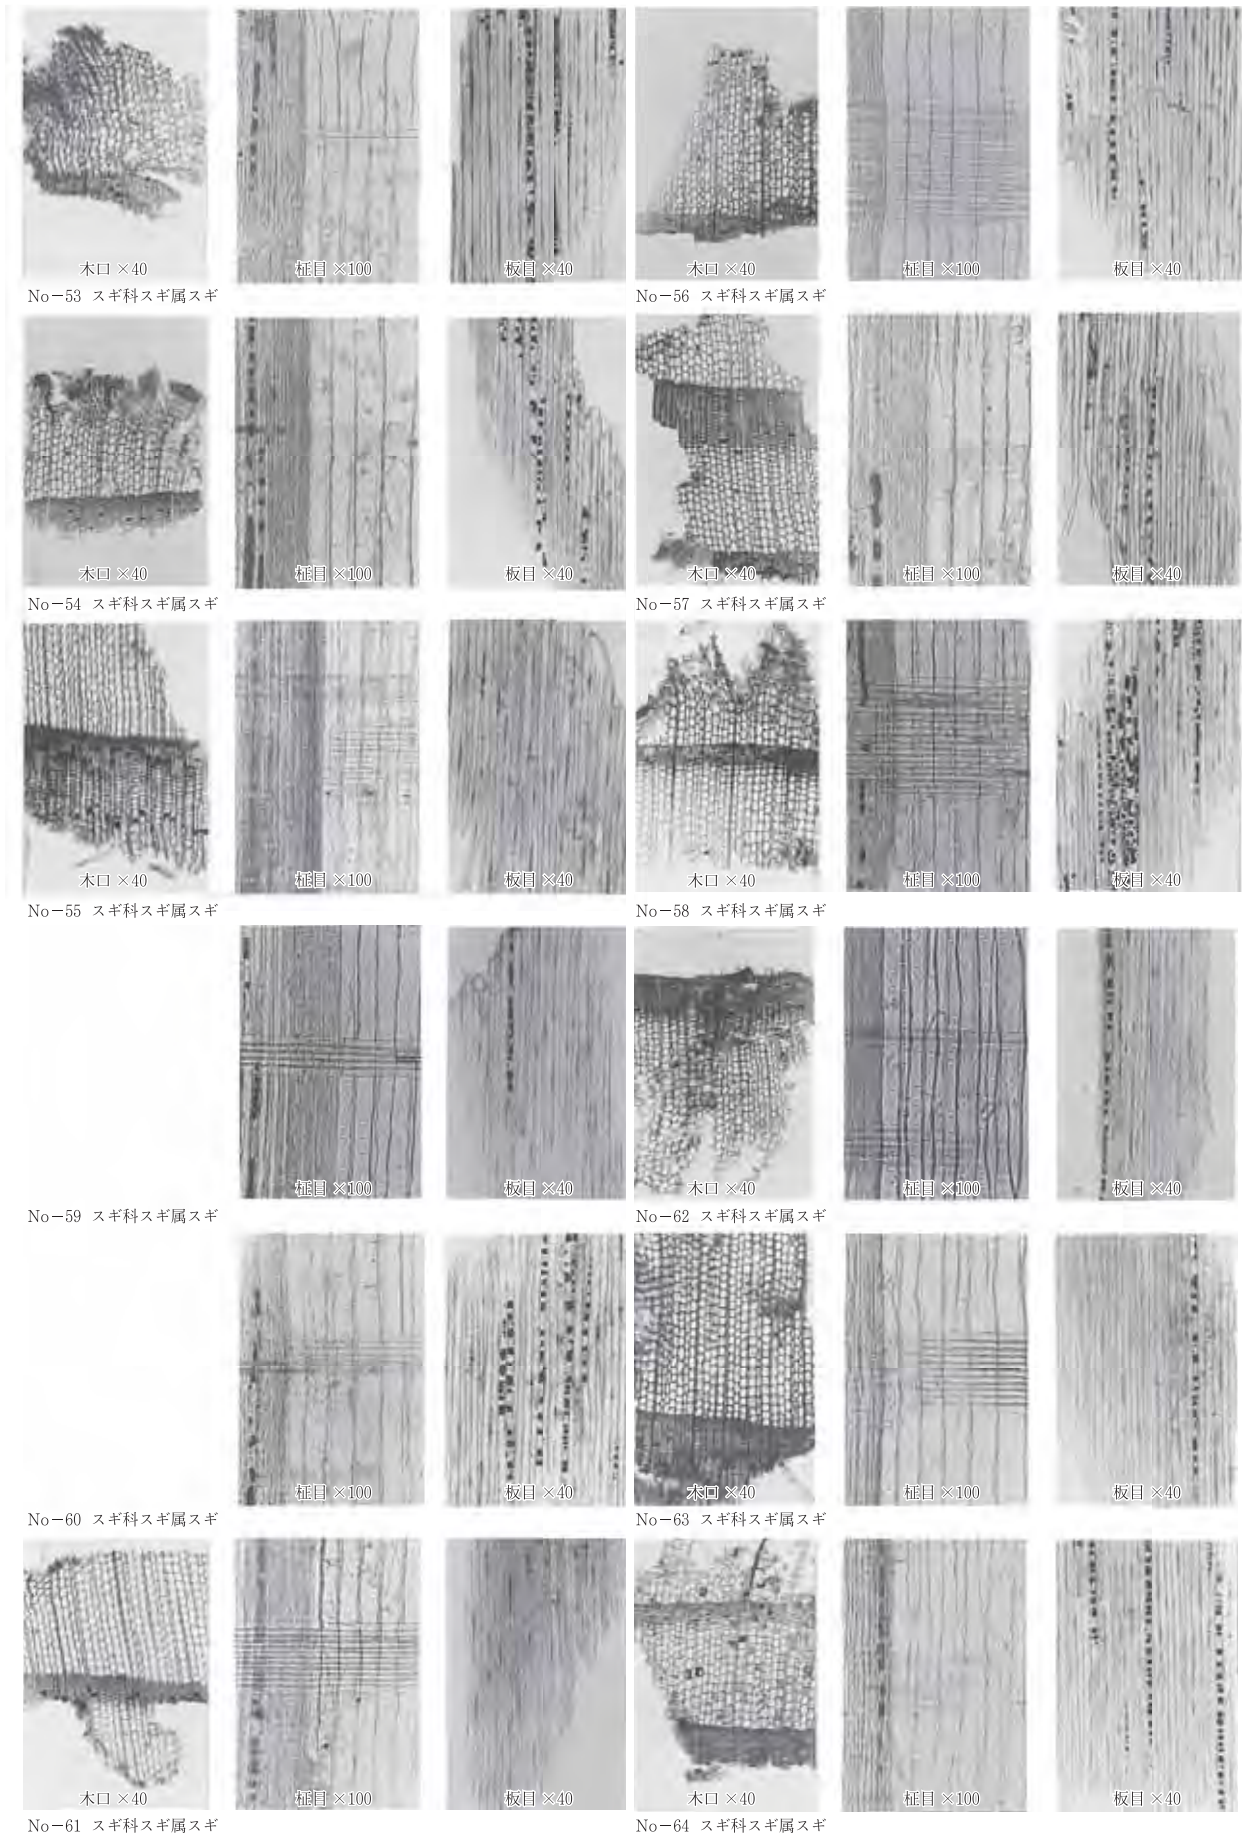 木口 ×40
柾目 ×100
板目 ×40
No－53 スギ科スギ属スギ
木口 ×40
柾目 ×100
板目 ×40
No－56 スギ科スギ属スギ
木口 ×40
柾目 ×100
板目 ×40
No－54 スギ科スギ属スギ
木口 ×40
柾目 ×100
板目 ×40
No－57 スギ科スギ属スギ
木口 ×40
柾目 ×100
板目 ×40
No－55 スギ科スギ属スギ
木口 ×40
柾目 ×100
板目 ×40
No－58 スギ科スギ属スギ
柾目 ×100
板目 ×40
No－59 スギ科スギ属スギ
木口 ×40
柾目 ×100
板目 ×40
No－62 スギ科スギ属スギ
柾目 ×100
板目 ×40
No－60 スギ科スギ属スギ
木口 ×40
柾目 ×100
板目 ×40
No－63 スギ科スギ属スギ
木口 ×40
柾目 ×100
板目 ×40
No－61 スギ科スギ属スギ
木口 ×40
柾目 ×100
板目 ×40
No－64 スギ科スギ属スギ